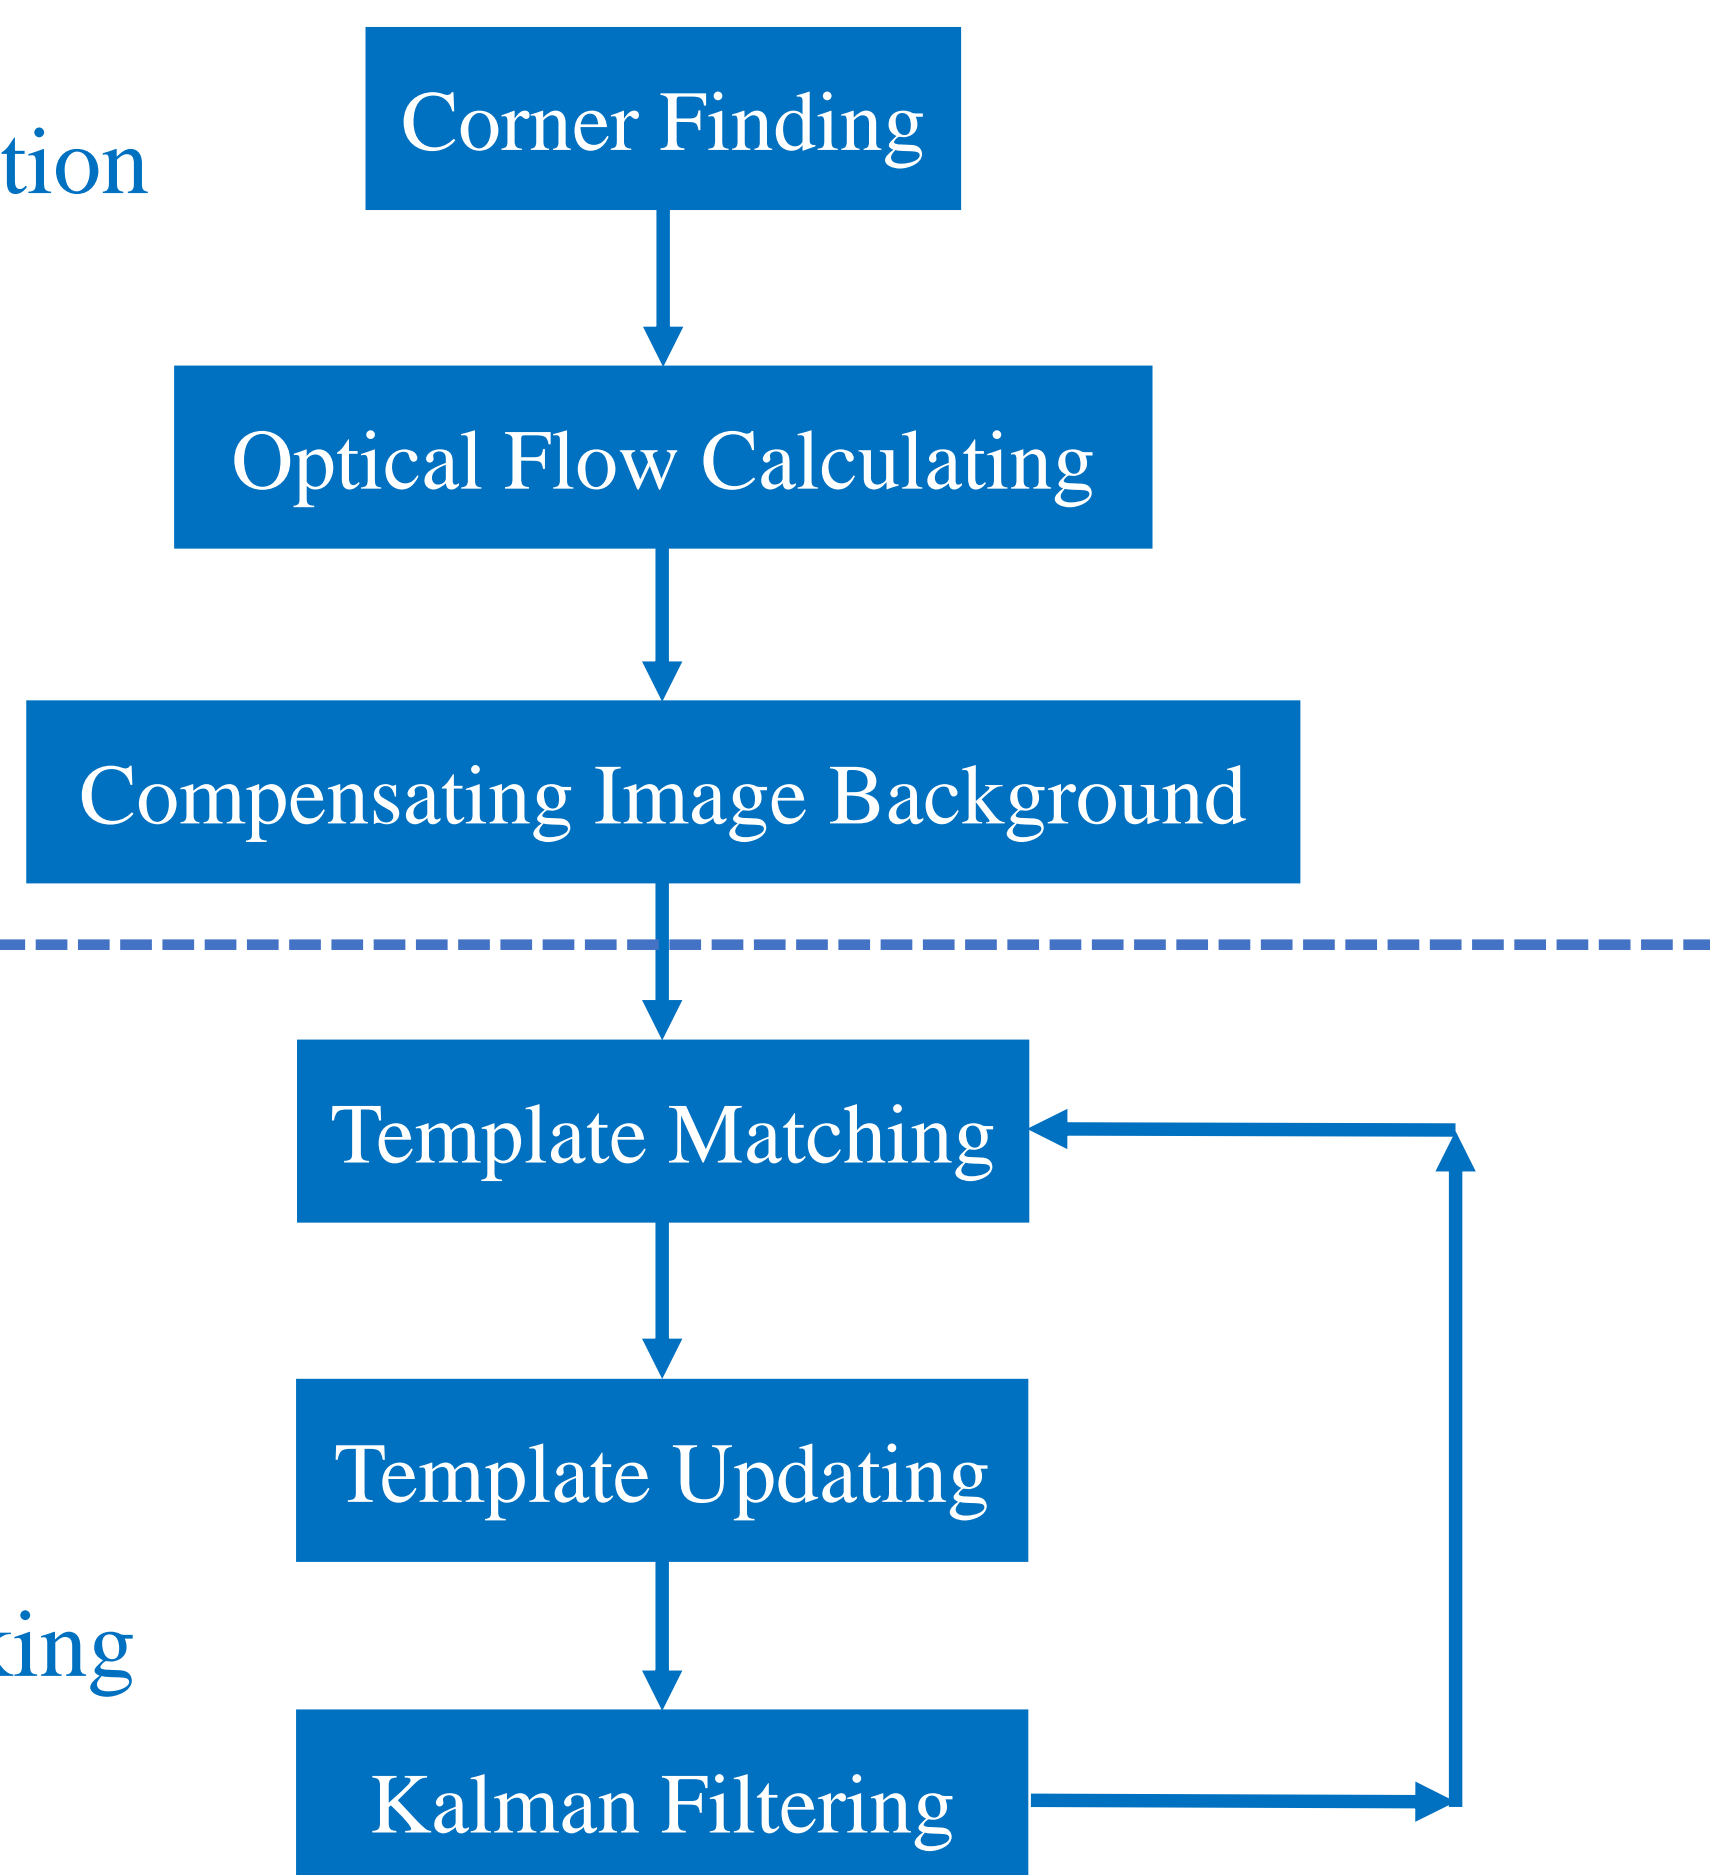 Corner Finding
tion
Optical Flow Calculating
Compensating Image Background
Template Matching
Template Updating
king
Kalman Filtering